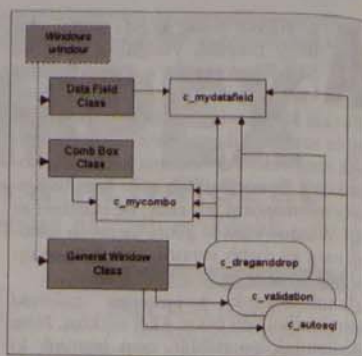 Windows
window
Data Field
Class
c_mydatafield
Comb Box
Class
c_mycombo
General Window
Class
c_draganddrop
c_validation
c_autosql